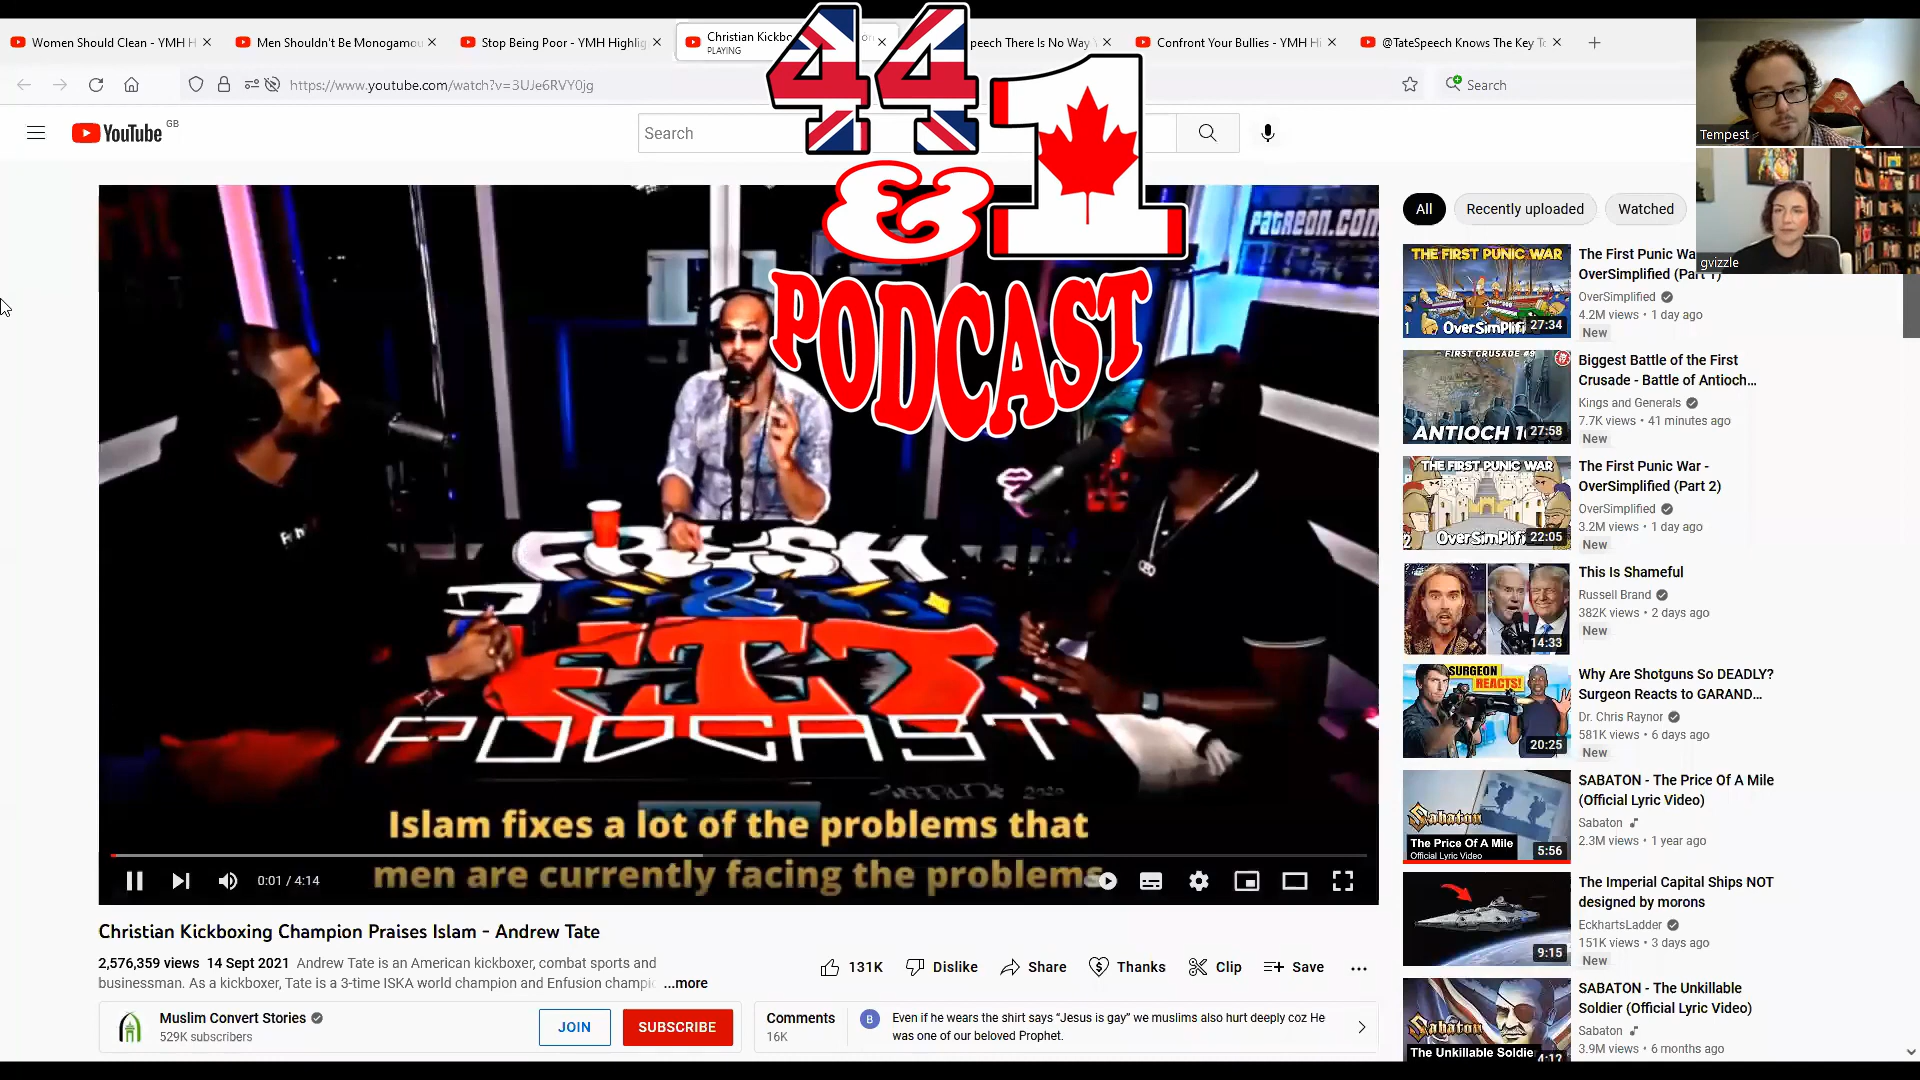 Women Should Clean - YMH H
Men Shouldn't Be Monogamou
Stop Being Poor - YMH Highlig
Christian Kickbo
PLAYING
peech There Is No Way
Confront Your Bullies - YMH Hi
@TateSpeech Knows The Key To
https://www.youtube.com/watch?v=3UJe6RVY0jg
Search
YouTube GB
Search
44
&1
PODCAST
Tempest
gvizzle
patreon.com
FRESH
&
FIT
PODCAST
Islam fixes a lot of the problems that
men are currently facing the problems
0:01 / 4:14
Christian Kickboxing Champion Praises Islam - Andrew Tate
2,576,359 views 14 Sept 2021 Andrew Tate is an American kickboxer, combat sports and
businessman. As a kickboxer, Tate is a 3-time ISKA world champion and Enfusion champi ...more
131K Dislike Share Thanks Clip Save
Muslim Convert Stories
529K subscribers
JOIN
SUBSCRIBE
Comments
16K
B
Even if he wears the shirt says "Jesus is gay" we muslims also hurt deeply coz He
was one of our beloved Prophet.
All Recently uploaded Watched
THE FIRST PUNIC WAR
1
OverSimplifi
27:34
The First Punic Wa
OverSimplified (Part 1)
OverSimplified
4.2M views • 1 day ago
New
FIRST CRUSADE #9
ANTIOCH
27:58
Biggest Battle of the First
Crusade - Battle of Antioch...
Kings and Generals
7.7K views • 41 minutes ago
New
THE FIRST PUNIC WAR
2
OverSimplifi
22:05
The First Punic War -
OverSimplified (Part 2)
OverSimplified
3.2M views • 1 day ago
New
14:33
This Is Shameful
Russell Brand
382K views • 2 days ago
New
SURGEON
REACTS!
20:25
Why Are Shotguns So DEADLY?
Surgeon Reacts to GARAND...
Dr. Chris Raynor
581K views • 6 days ago
New
Sabaton
The Price Of A Mile
Official Lyric Video
5:56
SABATON - The Price Of A Mile
(Official Lyric Video)
Sabaton
2.3M views • 1 year ago
9:15
The Imperial Capital Ships NOT
designed by morons
EckhartsLadder
151K views • 3 days ago
New
Sabaton
The Unkillable Soldie
4:17
SABATON - The Unkillable
Soldier (Official Lyric Video)
Sabaton
3.9M views • 6 months ago